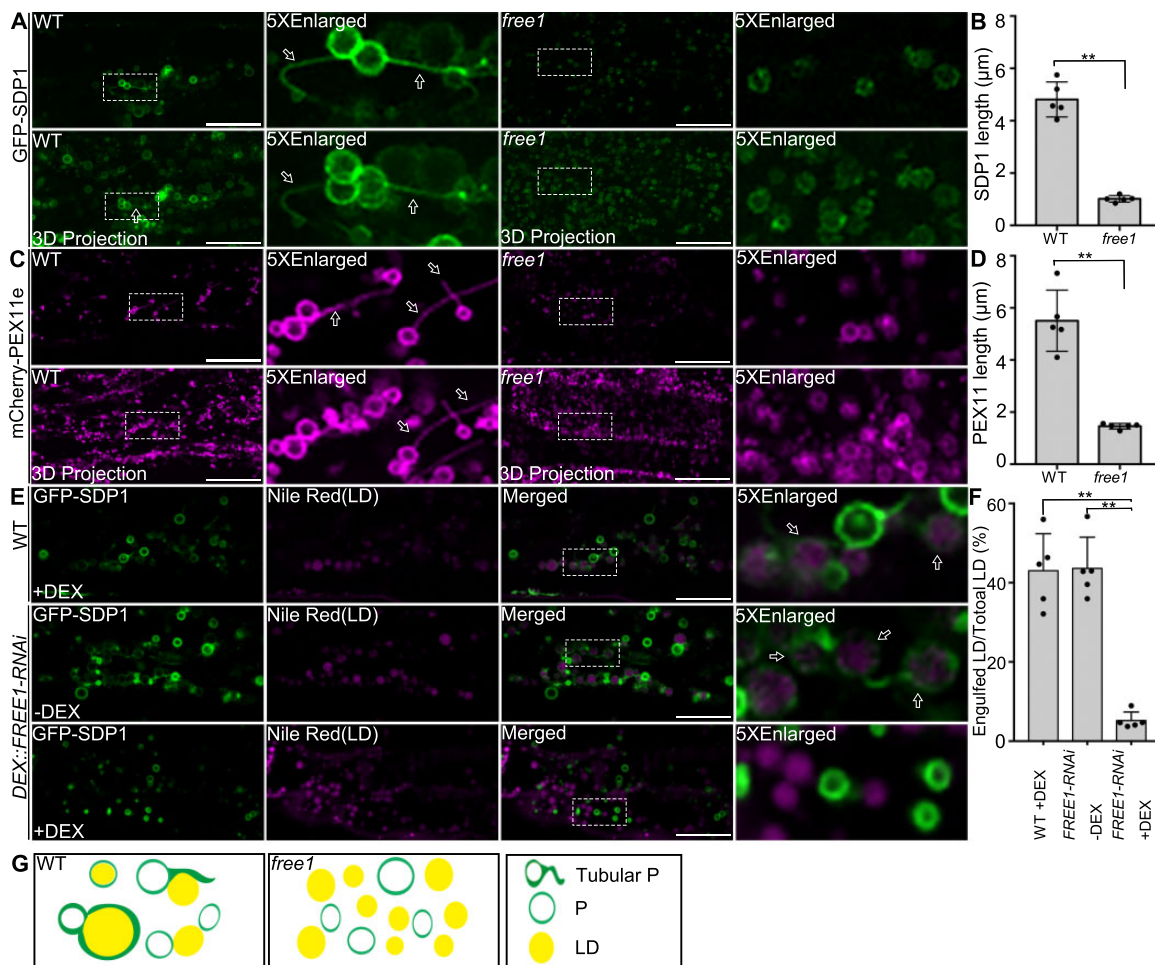 A
GFP-SDP1
WT
5XEnlarged
free1
WT
3D Projection
free1
3D Projection
B
SDP1 length (µm)
8
6
4
2
0
**
WT
free1
C
mCherry-PEX11e
WT
5XEnlarged
free1
5XEnlarged
WT
3D Projection
5XEnlarged
free1
3D Projection
5XEnlarged
D
PEX11 length (µm)
8
6
4
2
0
**
WT
free1
E
WT
GFP-SDP1
+DEX
Nile Red(LD)
Merged
5XEnlarged
DEX::FREE1-RNAi
GFP-SDP1
-DEX
Nile Red(LD)
Merged
5XEnlarged
GFP-SDP1
+DEX
Nile Red(LD)
Merged
5XEnlarged
F
Engulfed LD/Totoal LD (%)
60
40
20
0
**
**
WT +DEX
FREE1-RNAi
-DEX
FREE1-RNAi
+DEX
G
WT
free1
Tubular P
P
LD